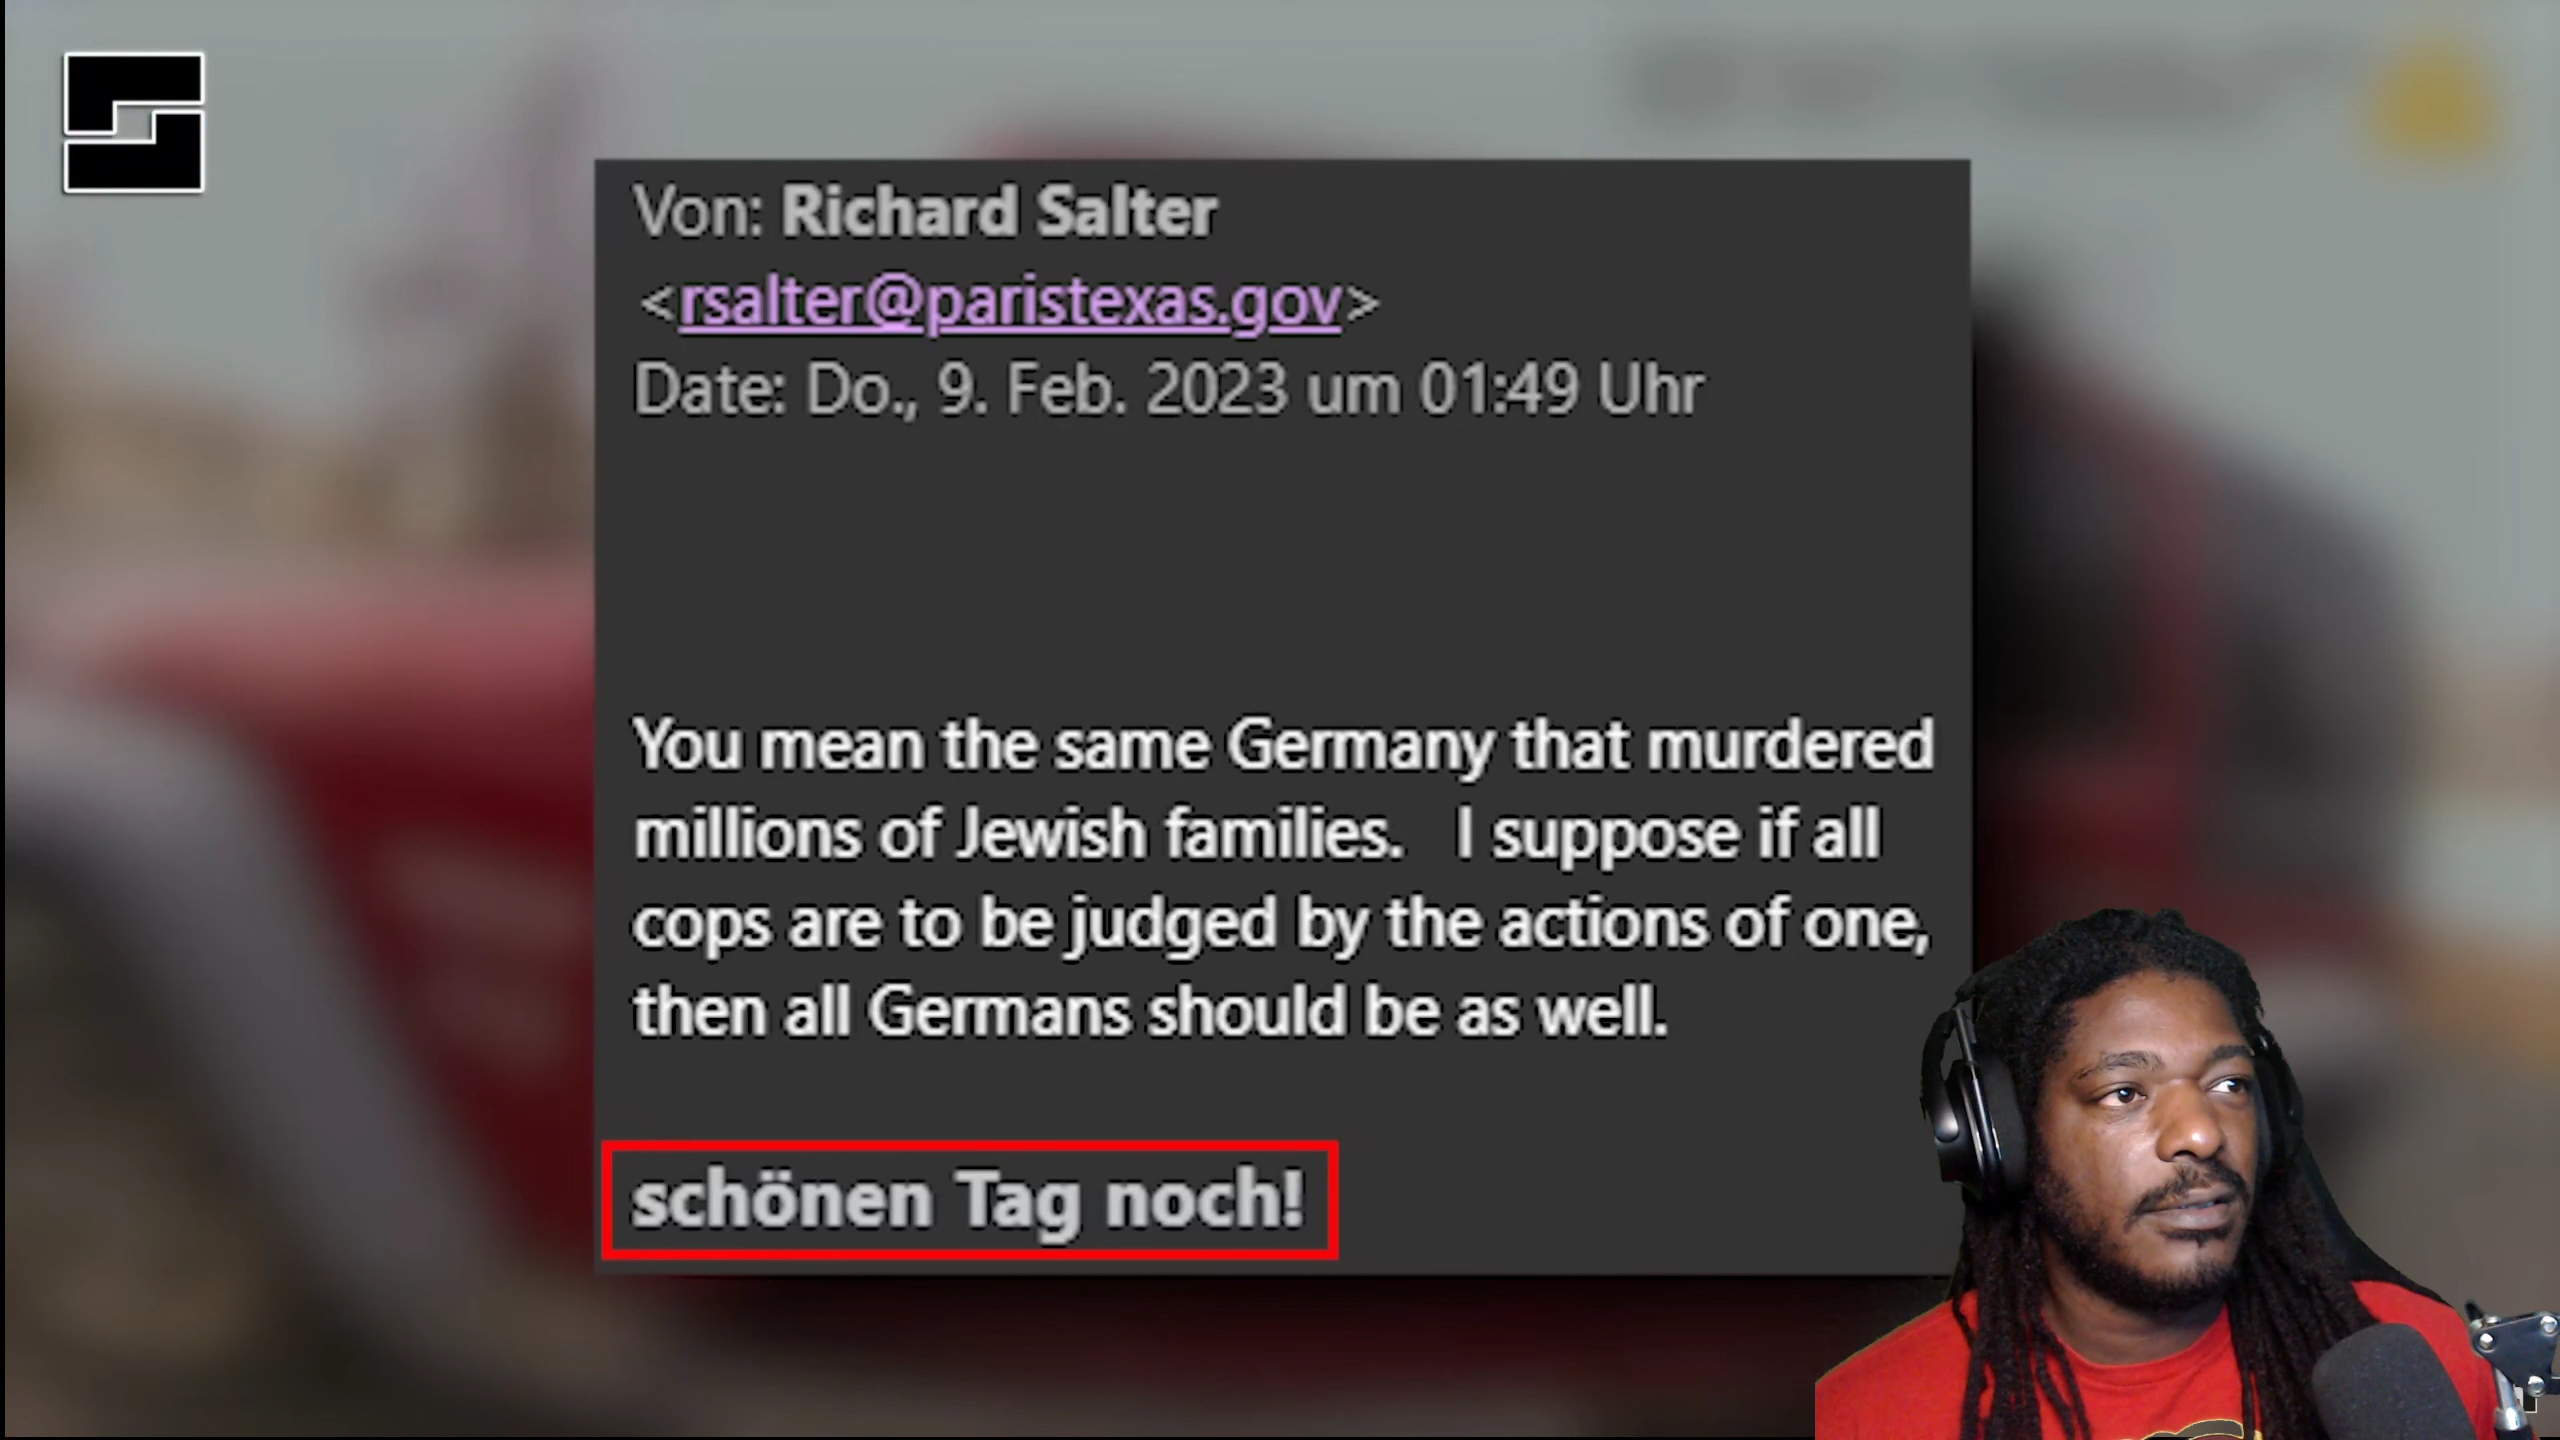 Von: Richard Salter
<rsalter@paristexas.gov>
Date: Do., 9. Feb. 2023 um 01:49 Uhr
You mean the same Germany that murdered
millions of Jewish families. I suppose if all
cops are to be judged by the actions of one,
then all Germans should be as well.
schönen Tag noch!